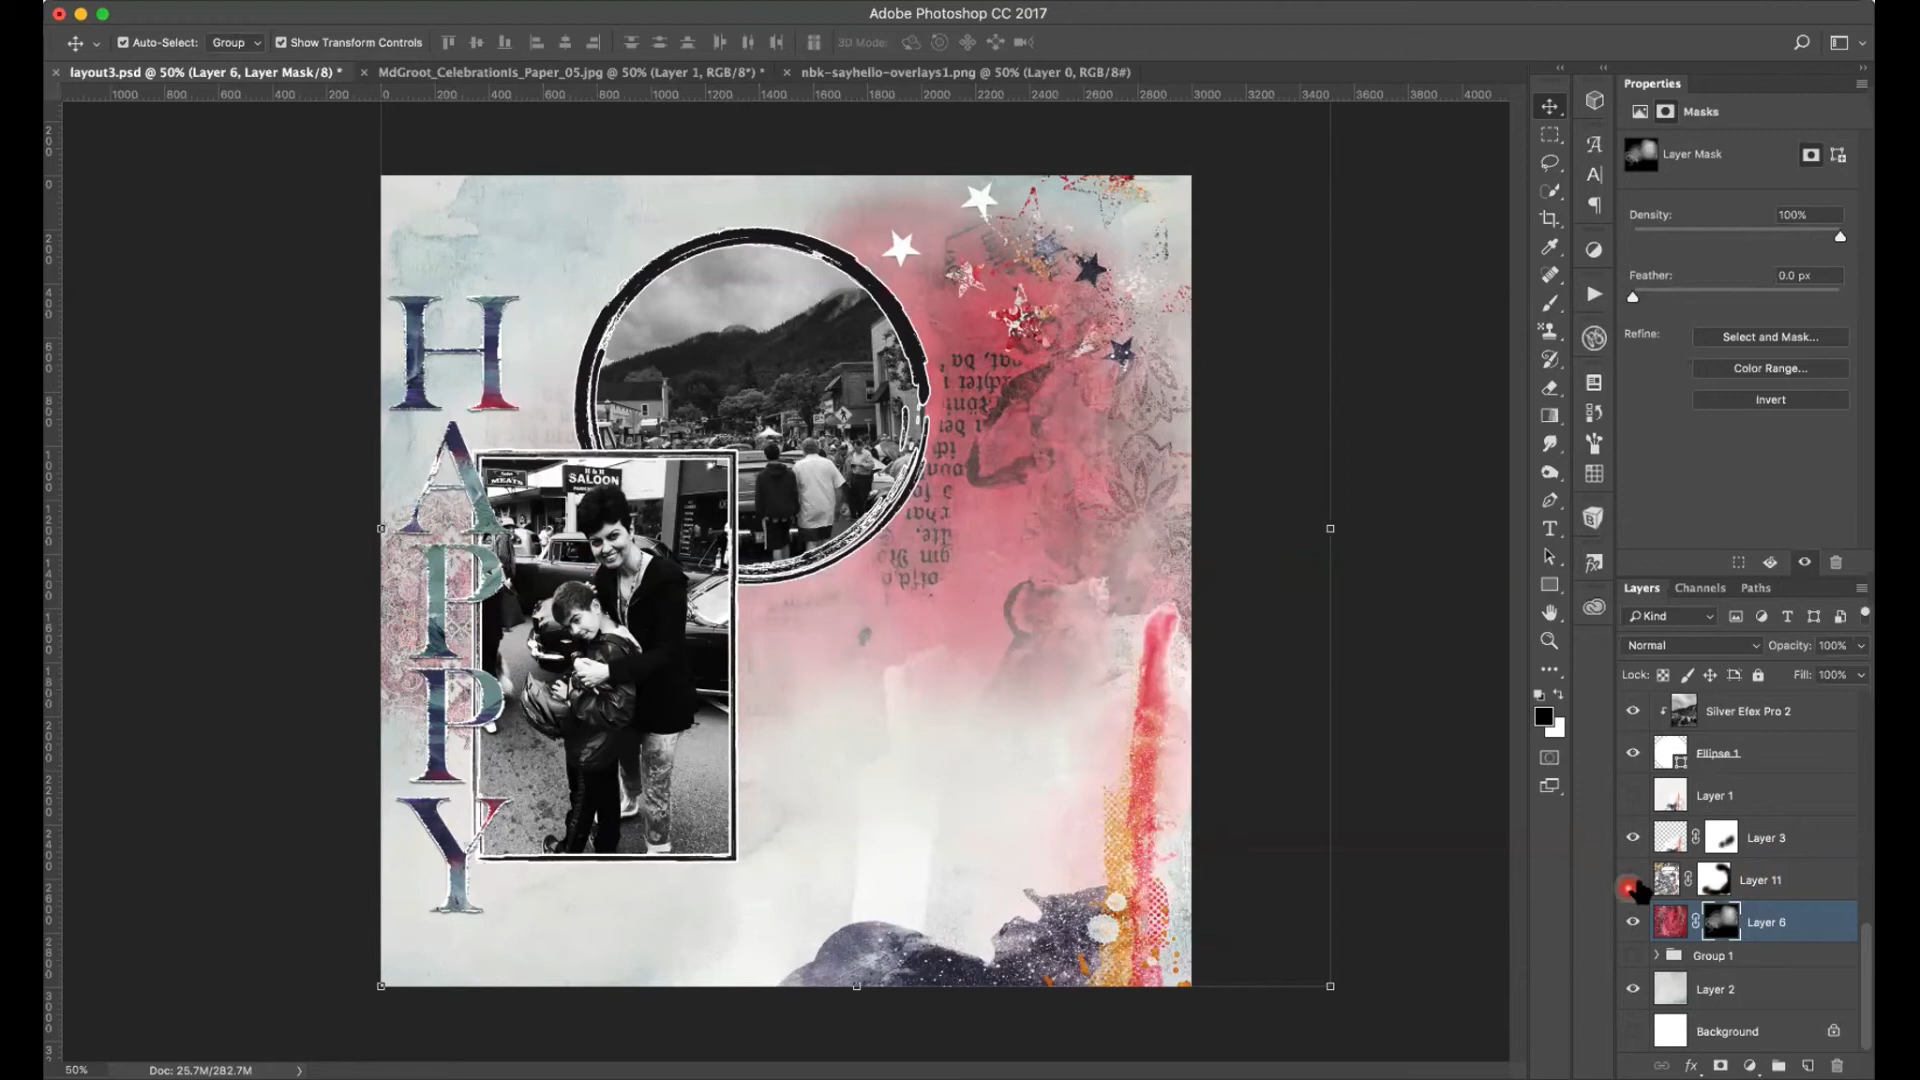 Adobe Photoshop CC 2017
Auto-Select: Group Show Transform Controls 3D Mode:
layout3.psd @ 50% (Layer 6, Layer Mask/8) * MdGroot_CelebrationIs_Paper_05.jpg @ 50% (Layer 1, RGB/8*) * nbk-sayhello-overlays1.png @ 50% (Layer 0, RGB/8#)
1000 800 600 400 200 0 200 400 600 800 1000 1200 1400 1600 1800 2000 2200 2400 2600 2800 3000 3200 3400 3600 3800 4000
Properties
Masks
Layer Mask
Density: 100%
Feather: 0.0 px
Refine: Select and Mask...
Color Range...
Invert
H
A
P
P
Y
MEATS
H & H
SALOON
Layers Channels Paths
Kind
Normal Opacity: 100%
Lock: Fill: 100%
Silver Efex Pro 2
Ellipse 1
Layer 1
Layer 3
Layer 11
Layer 6
Group 1
Layer 2
Background
50% Doc: 25.7M/282.7M